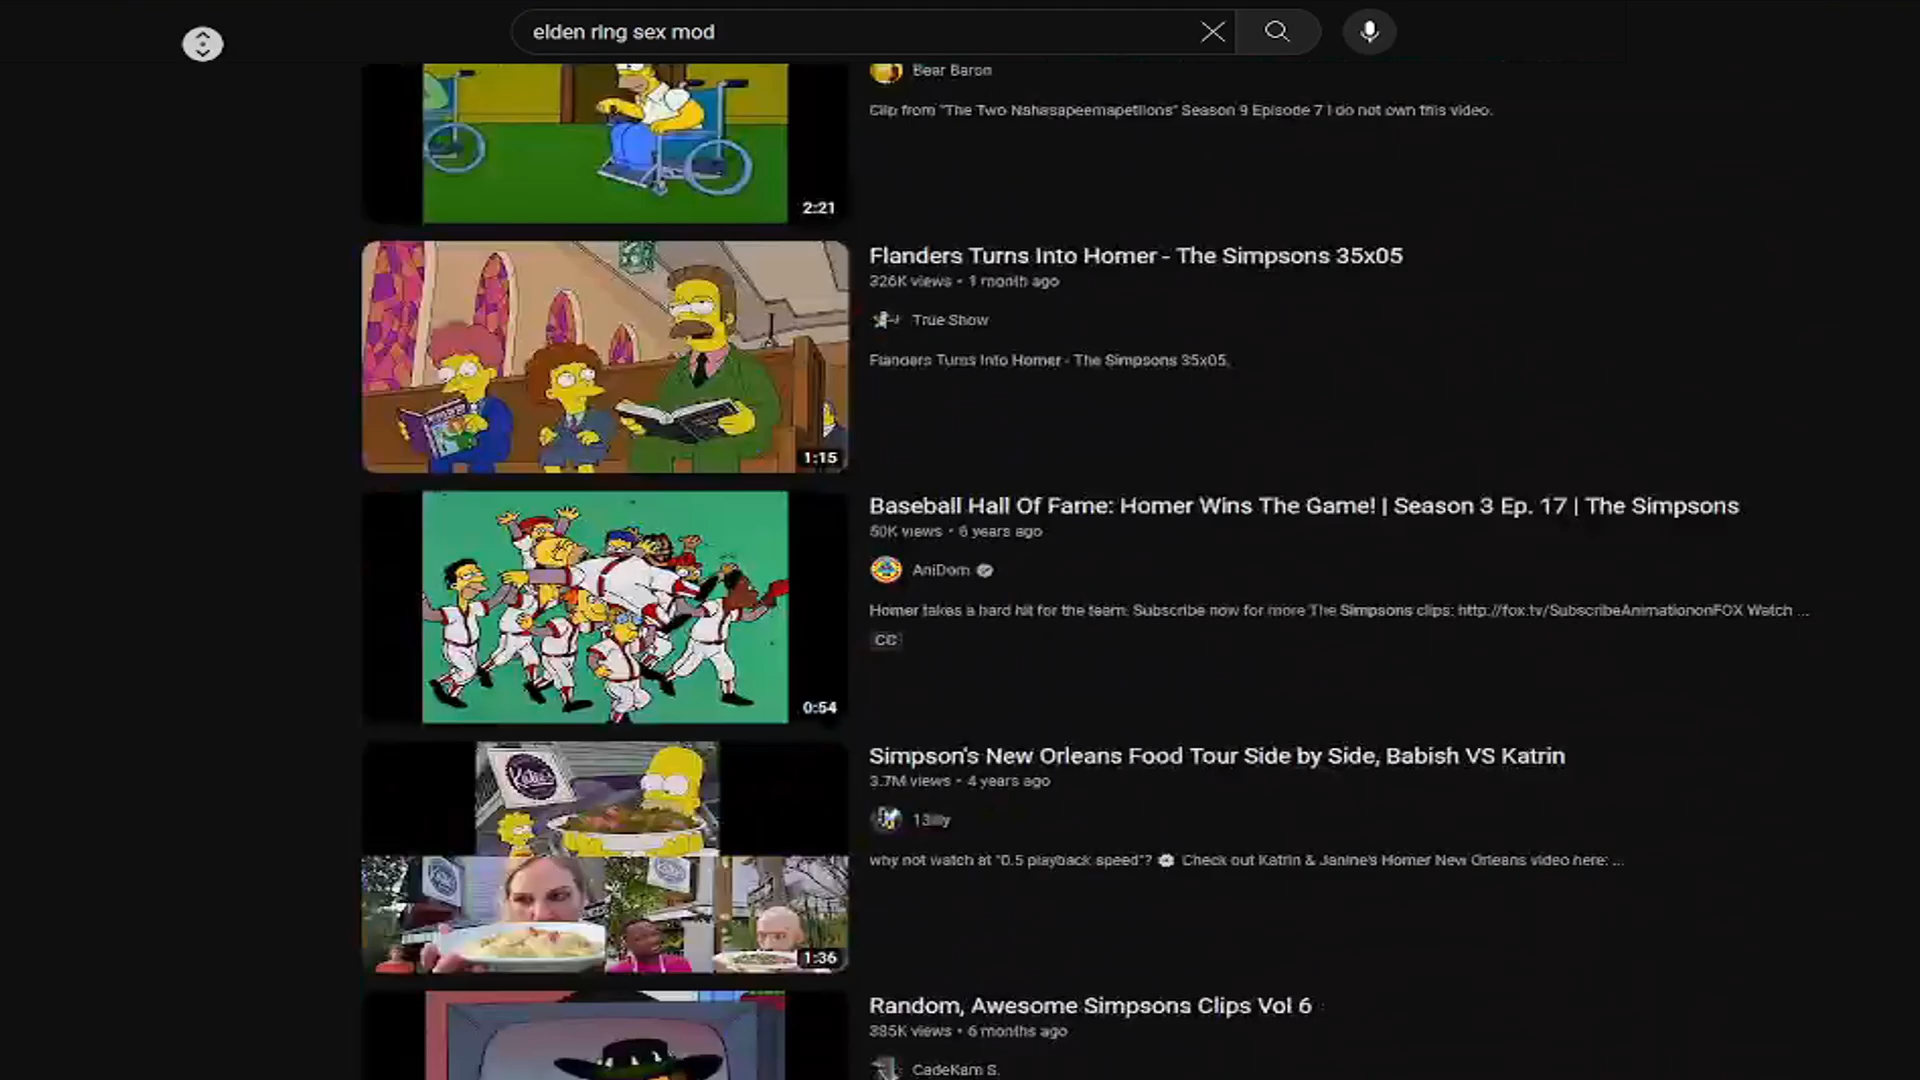 elden ring sex mod
Bear Baron
Clip from "The Two Nahasapeemapetilons" Season 9 Episode 7 I do not own this video.
2:21
Flanders Turns Into Homer - The Simpsons 35x05
326K views • 1 month ago
True Show
Flanders Turns Into Homer - The Simpsons 35x05.
1:15
Baseball Hall Of Fame: Homer Wins The Game! | Season 3 Ep. 17 | The Simpsons
50K views • 6 years ago
AniDom
Homer takes a hard hit for the team. Subscribe now for more The Simpsons clips: http://fox.tv/SubscribeAnimationonFOX Watch ...
CC
0:54
Simpson's New Orleans Food Tour Side by Side, Babish VS Katrin
3.7M views • 4 years ago
13illy
why not watch at "0.5 playback speed"? Check out Katrin & Janine's Homer New Orleans video here: ...
1:36
Random, Awesome Simpsons Clips Vol 6
385K views • 6 months ago
CadeKam S.